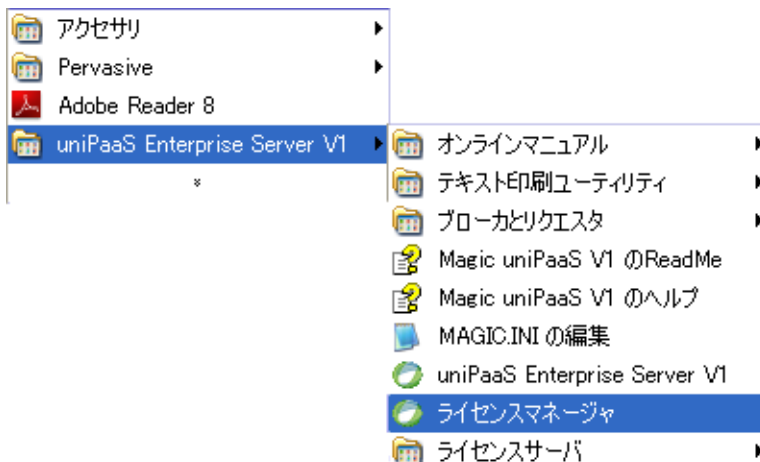 アクセサリ
Pervasive
Adobe Reader 8
uniPaaS Enterprise Server V1
オンラインマニュアル
テキスト印刷ユーティリティ
ブローカとリクエスタ
Magic uniPaaS V1 のReadMe
Magic uniPaaS V1 のヘルプ
MAGIC.INI の編集
uniPaaS Enterprise Server V1
ライセンスマネージャ
ライセンスサーバ